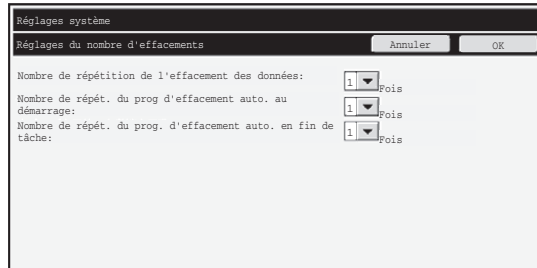 Réglages système
Réglages du nombre d'effacements
Annuler
OK
Nombre de répétition de l'effacement des données:
1
Fois
Nombre de répét. du prog d'effacement auto. au
démarrage:
1
Fois
Nombre de répét. du prog. d'effacement auto. en fin de
tâche:
1
Fois